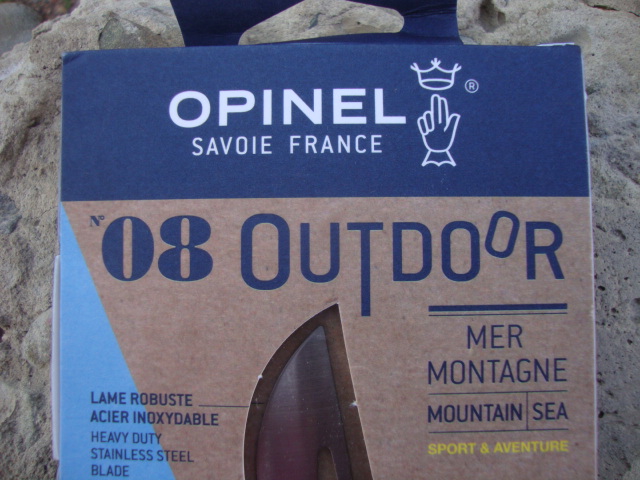 OPINEL ®
SAVOIE FRANCE
N° 08 OUTDOOR
MER
MONTAGNE
MOUNTAIN SEA
SPORT & AVENTURE
LAME ROBUSTE
ACIER INOXYDABLE
HEAVY DUTY
STAINLESS STEEL
BLADE